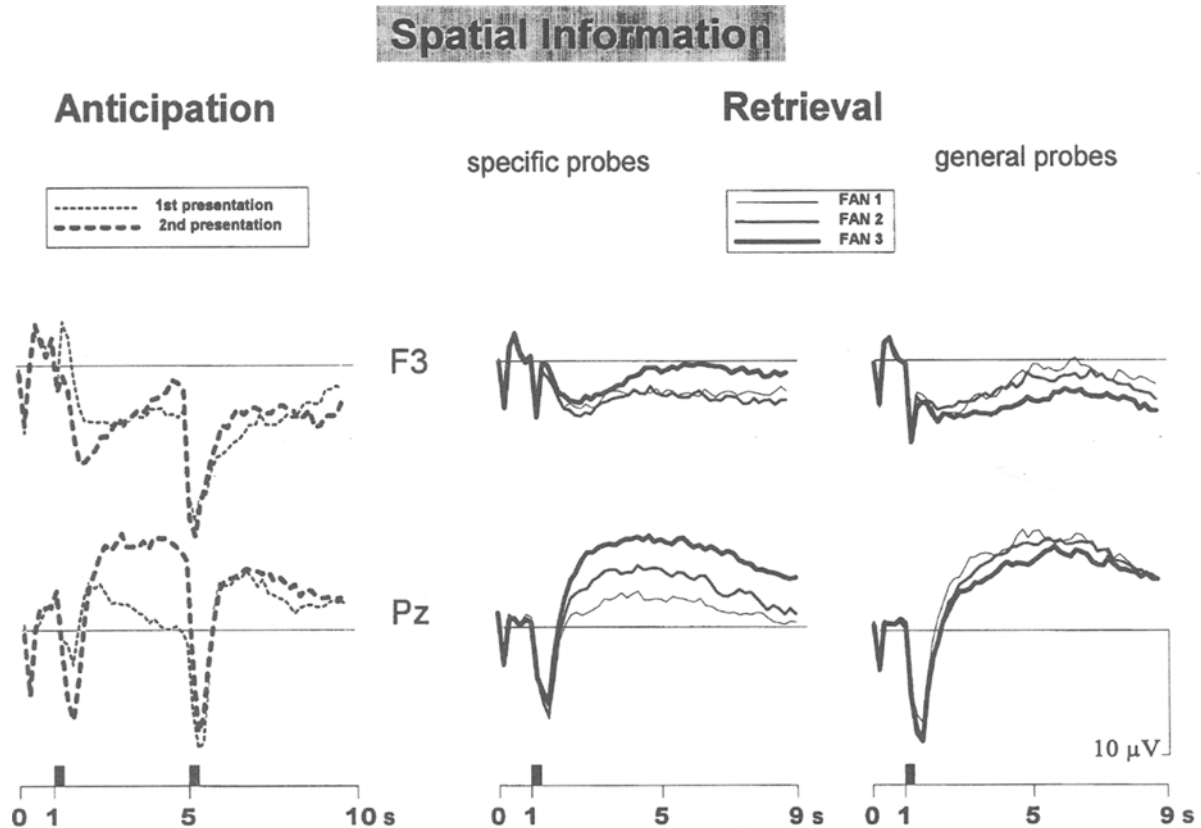 Spatial Information
Anticipation
Retrieval
specific probes
general probes
1st presentation
2nd presentation
FAN 1
FAN 2
FAN 3
F3
Pz
10 µV
0 1 5 10 s
0 1 5 9 s
0 1 5 9 s